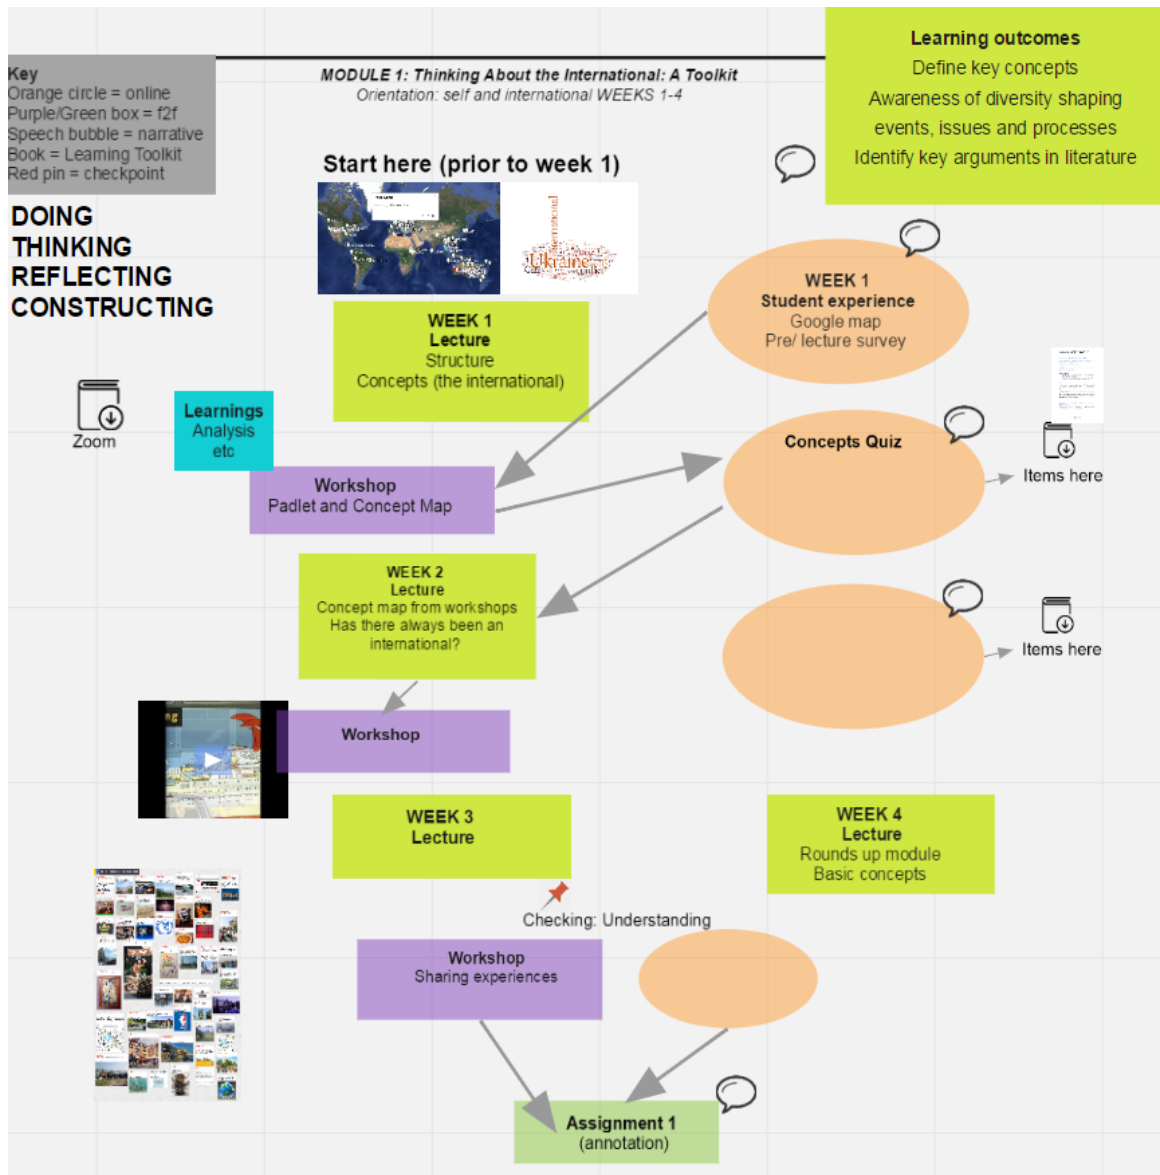 Key
Orange circle = online
Purple/Green box = f2f
Speech bubble = narrative
Book = Learning Toolkit
Red pin = checkpoint
MODULE 1: Thinking About the International: A Toolkit
Orientation: self and international WEEKS 1-4
Learning outcomes
Define key concepts
Awareness of diversity shaping
events, issues and processes
Identify key arguments in literature
DOING
THINKING
REFLECTING
CONSTRUCTING
Start here (prior to week 1)
International
Ukraine
WEEK 1
Lecture
Structure
Concepts (the international)
WEEK 1
Student experience
Google map
Pre/ lecture survey
Zoom
Learnings
Analysis
etc
Workshop
Padlet and Concept Map
Concepts Quiz
Items here
WEEK 2
Lecture
Concept map from workshops
Has there always been an
international?
Items here
Workshop
WEEK 3
Lecture
WEEK 4
Lecture
Rounds up module
Basic concepts
Checking: Understanding
Workshop
Sharing experiences
Assignment 1
(annotation)